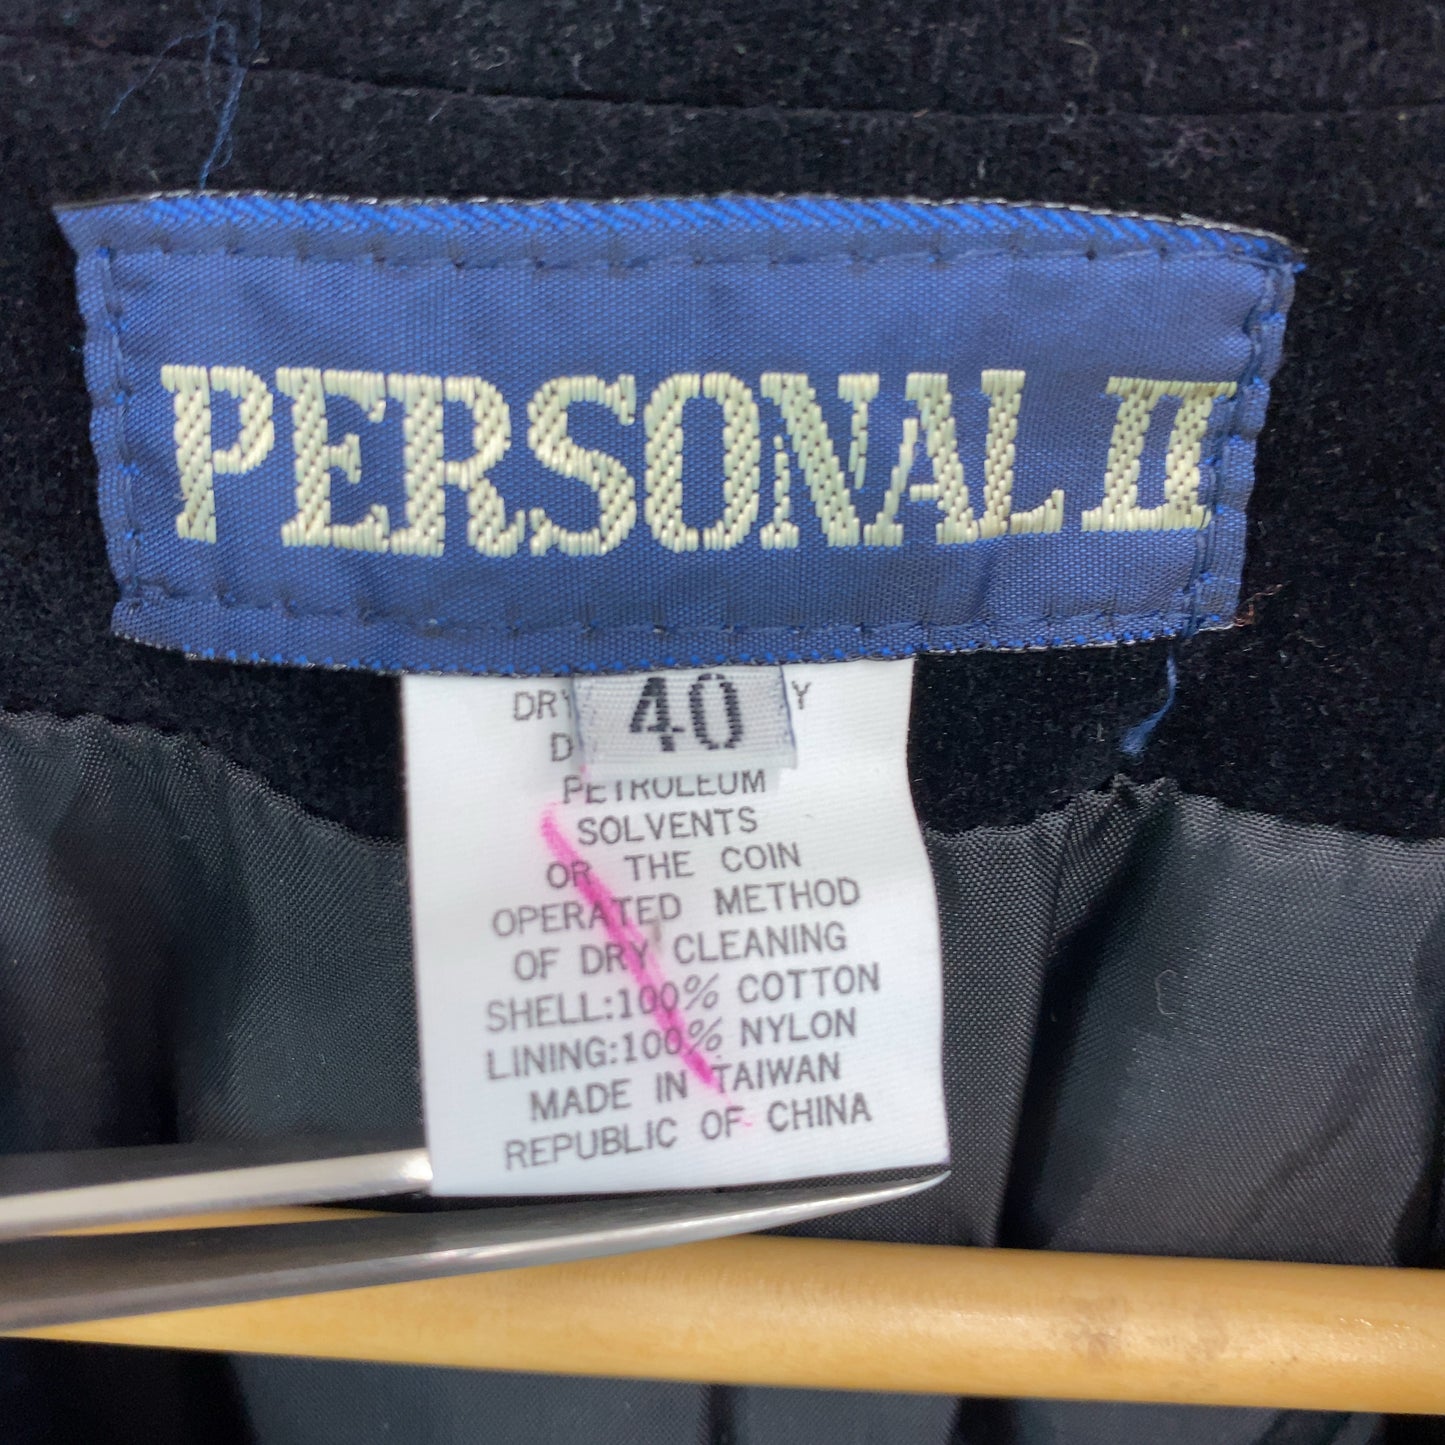 PERSONAL II
40
PETROLEUM
SOLVENTS
OR THE COIN
OPERATED METHOD
OF DRY CLEANING
SHELL:100% COTTON
LINING:100% NYLON
MADE IN TAIWAN
REPUBLIC OF CHINA